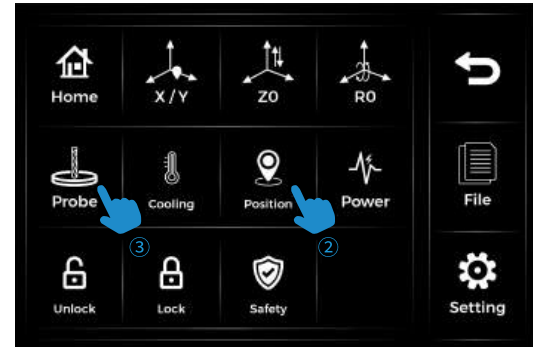 Home
X/Y
Z0
R0
Probe
Cooling
Position
Power
File
③
②
Unlock
Lock
Safety
Setting